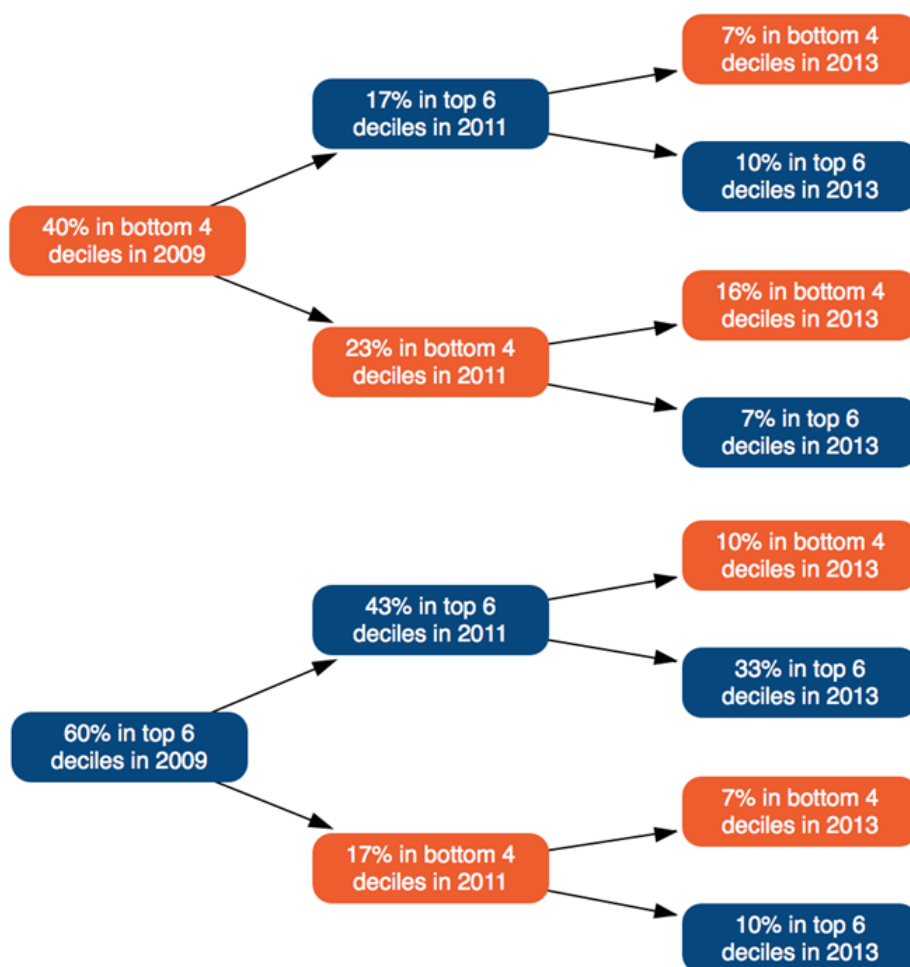 7% in bottom 4
deciles in 2013
17% in top 6
deciles in 2011
10% in top 6
deciles in 2013
40% in bottom 4
deciles in 2009
16% in bottom 4
deciles in 2013
23% in bottom 4
deciles in 2011
7% in top 6
deciles in 2013
10% in bottom 4
deciles in 2013
43% in top 6
deciles in 2011
33% in top 6
deciles in 2013
60% in top 6
deciles in 2009
7% in bottom 4
deciles in 2013
17% in bottom 4
deciles in 2011
10% in top 6
deciles in 2013